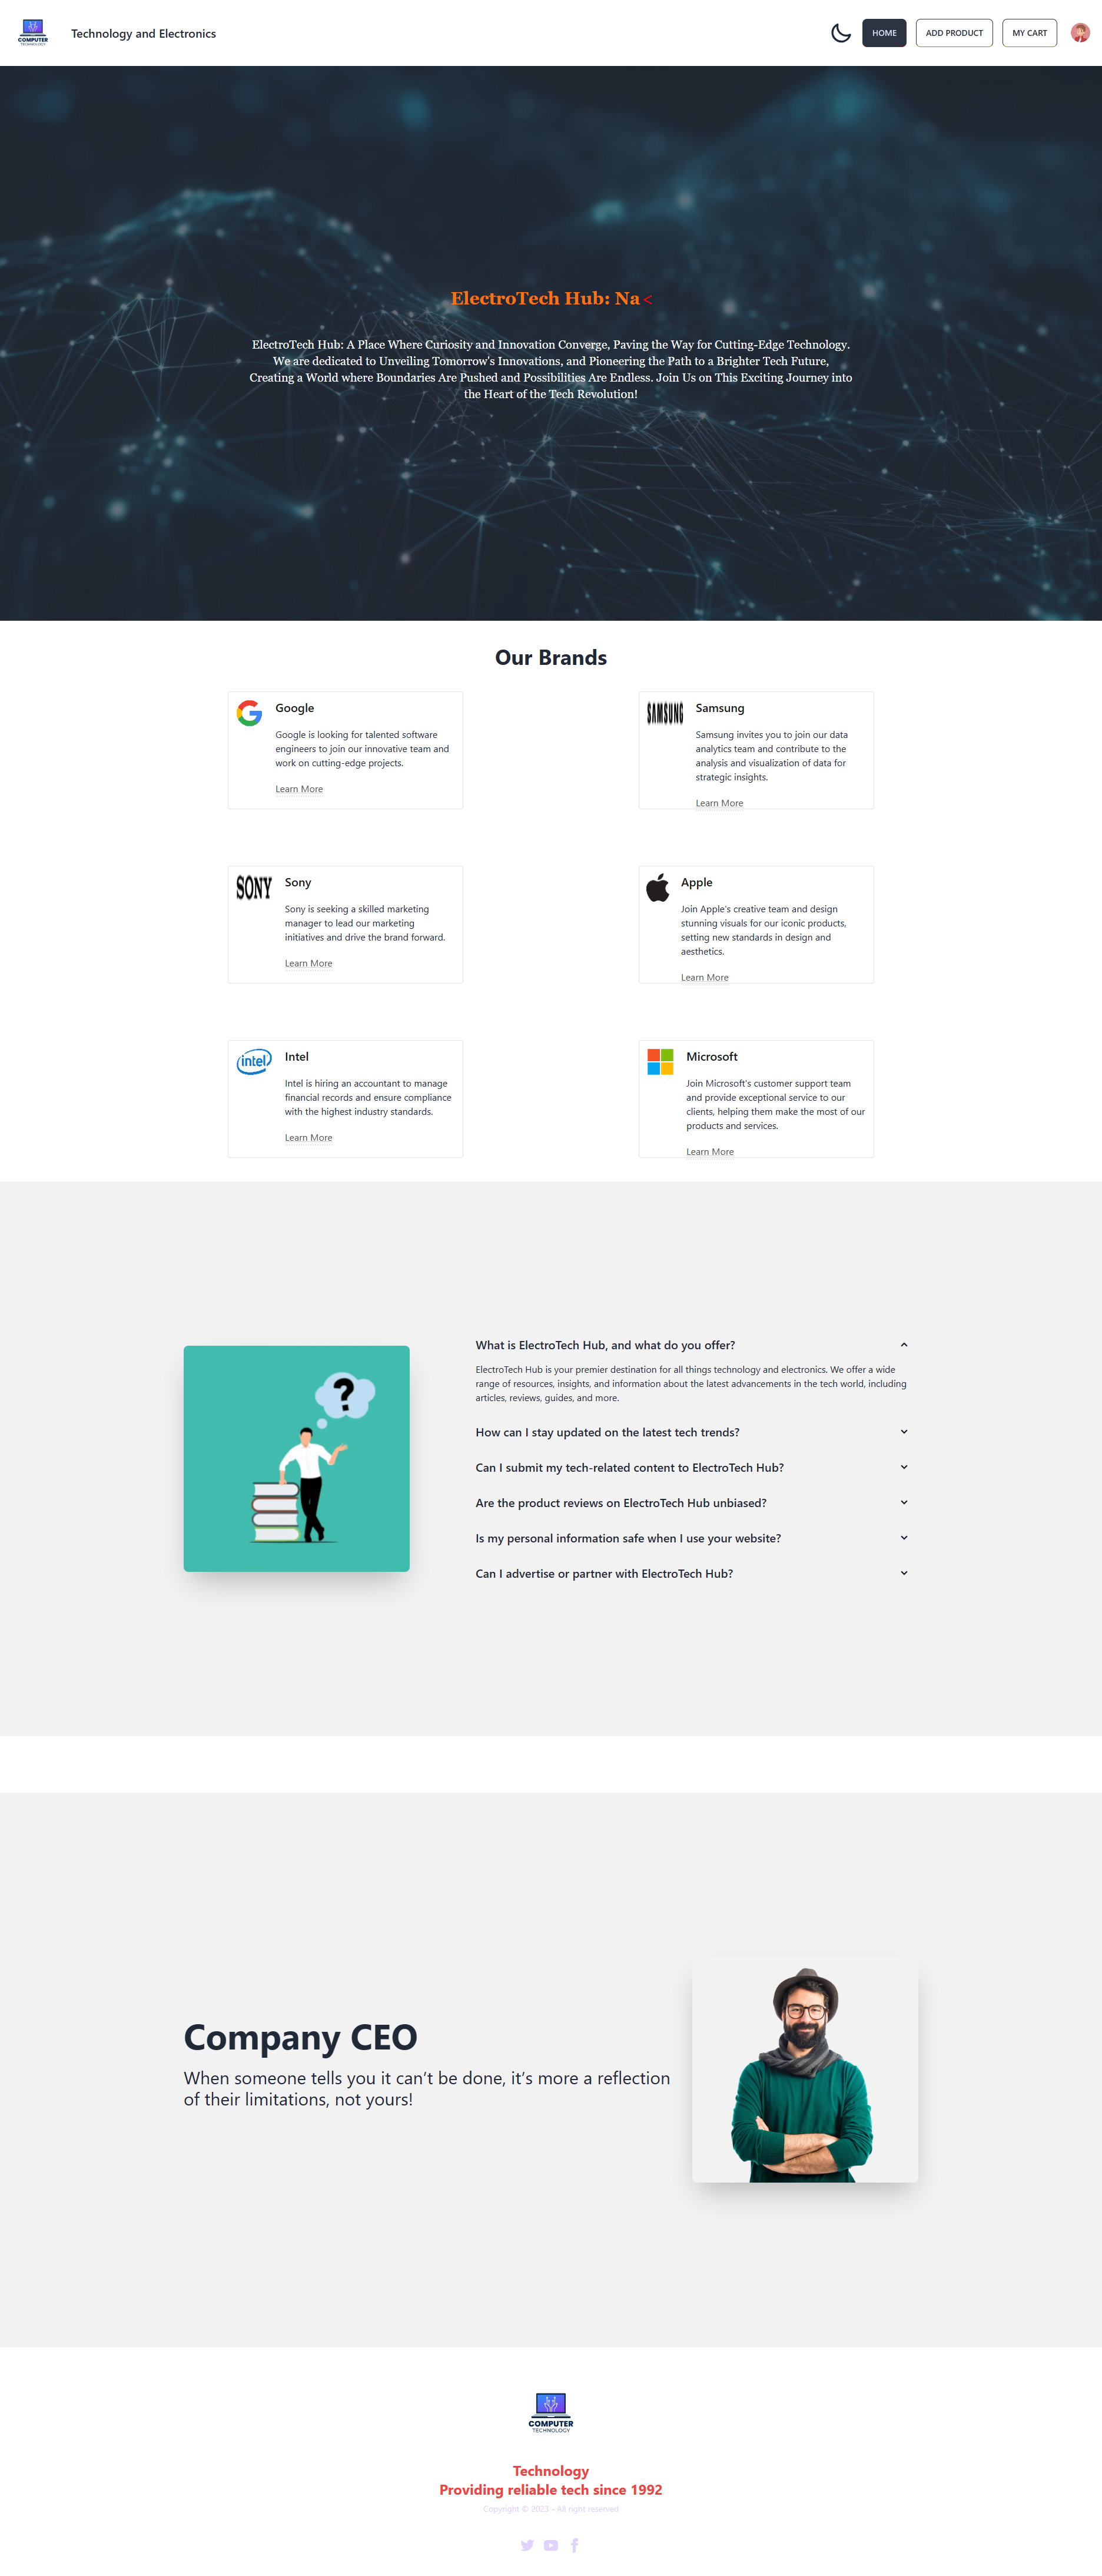 COMPUTER
TECHNOLOGY
Technology and Electronics
HOME
ADD PRODUCT
MY CART
ElectroTech Hub: Na <
ElectroTech Hub: A Place Where Curiosity and Innovation Converge, Paving the Way for Cutting-Edge Technology.
We are dedicated to Unveiling Tomorrow's Innovations, and Pioneering the Path to a Brighter Tech Future,
Creating a World where Boundaries Are Pushed and Possibilities Are Endless. Join Us on This Exciting Journey into
the Heart of the Tech Revolution!
Our Brands
Google
Google is looking for talented software
engineers to join our innovative team and
work on cutting-edge projects.
Learn More
SAMSUNG
Samsung
Samsung invites you to join our data
analytics team and contribute to the
analysis and visualization of data for
strategic insights.
Learn More
SONY
Sony
Sony is seeking a skilled marketing
manager to lead our marketing
initiatives and drive the brand forward.
Learn More
Apple
Join Apple's creative team and design
stunning visuals for our iconic products,
setting new standards in design and
aesthetics.
Learn More
intel
Intel
Intel is hiring an accountant to manage
financial records and ensure compliance
with the highest industry standards.
Learn More
Microsoft
Join Microsoft's customer support team
and provide exceptional service to our
clients, helping them make the most of our
products and services.
Learn More
?
What is ElectroTech Hub, and what do you offer?
ElectroTech Hub is your premier destination for all things technology and electronics. We offer a wide
range of resources, insights, and information about the latest advancements in the tech world, including
articles, reviews, guides, and more.
How can I stay updated on the latest tech trends?
Can I submit my tech-related content to ElectroTech Hub?
Are the product reviews on ElectroTech Hub unbiased?
Is my personal information safe when I use your website?
Can I advertise or partner with ElectroTech Hub?
Company CEO
When someone tells you it can't be done, it's more a reflection
of their limitations, not yours!
COMPUTER
TECHNOLOGY
Technology
Providing reliable tech since 1992
Copyright © 2023 - All right reserved